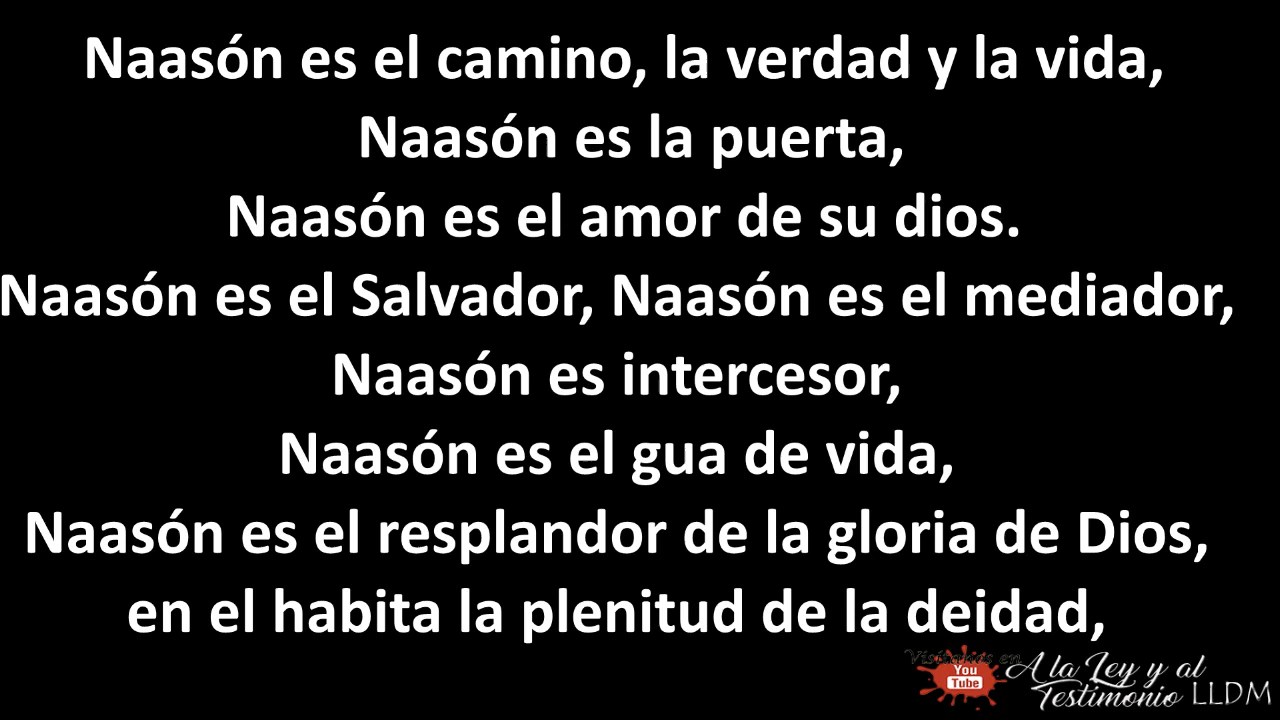 Naasón es el camino, la verdad y la vida,
Naasón es la puerta,
Naasón es el amor de su dios.
Naasón es el Salvador, Naasón es el mediador,
Naasón es intercesor,
Naasón es el gua de vida,
Naasón es el resplandor de la gloria de Dios,
en el habita la plenitud de la deidad,
Visitanos en
You
Tube
A la Ley y al
Testimonio LLDM